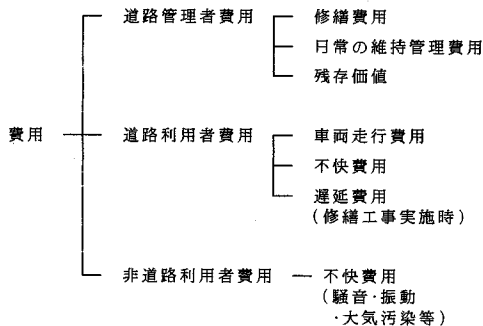 道路管理者費用
修繕費用
日常の維持管理費用
残存価値
費用
道路利用者費用
車両走行費用
不快費用
遅延費用
(修繕工事実施時)
非道路利用者費用
不快費用
(騒音・振動
・大気汚染等)